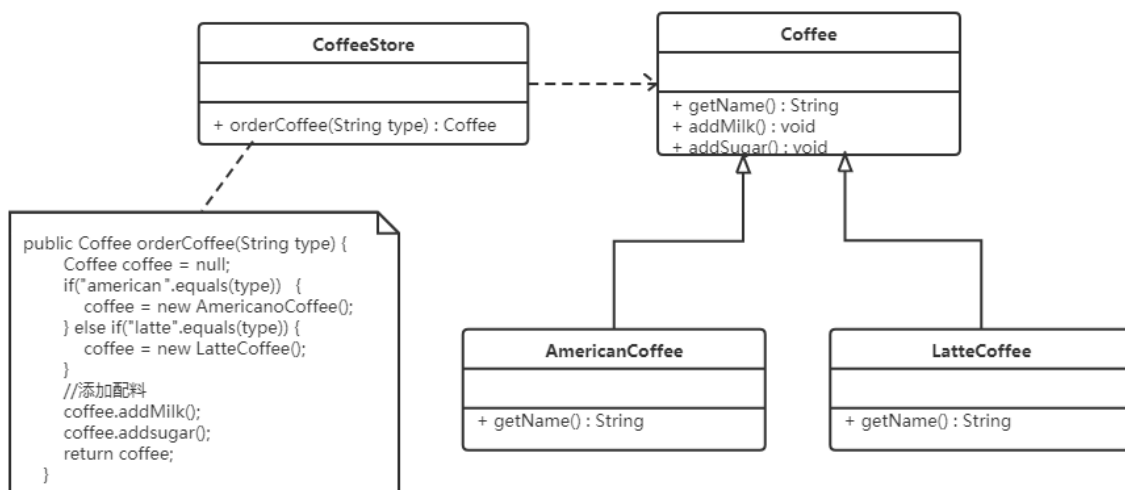 CoffeeStore
+ orderCoffee(String type) : Coffee
Coffee
+ getName() : String
+ addMilk() : void
+ addSugar() : void
public Coffee orderCoffee(String type) {
Coffee coffee = null;
if("american".equals(type)) {
coffee = new AmericanoCoffee();
} else if("latte".equals(type)) {
coffee = new LatteCoffee();
}
//添加配料
coffee.addMilk();
coffee.addsugar();
return coffee;
}
AmericanCoffee
+ getName() : String
LatteCoffee
+ getName() : String